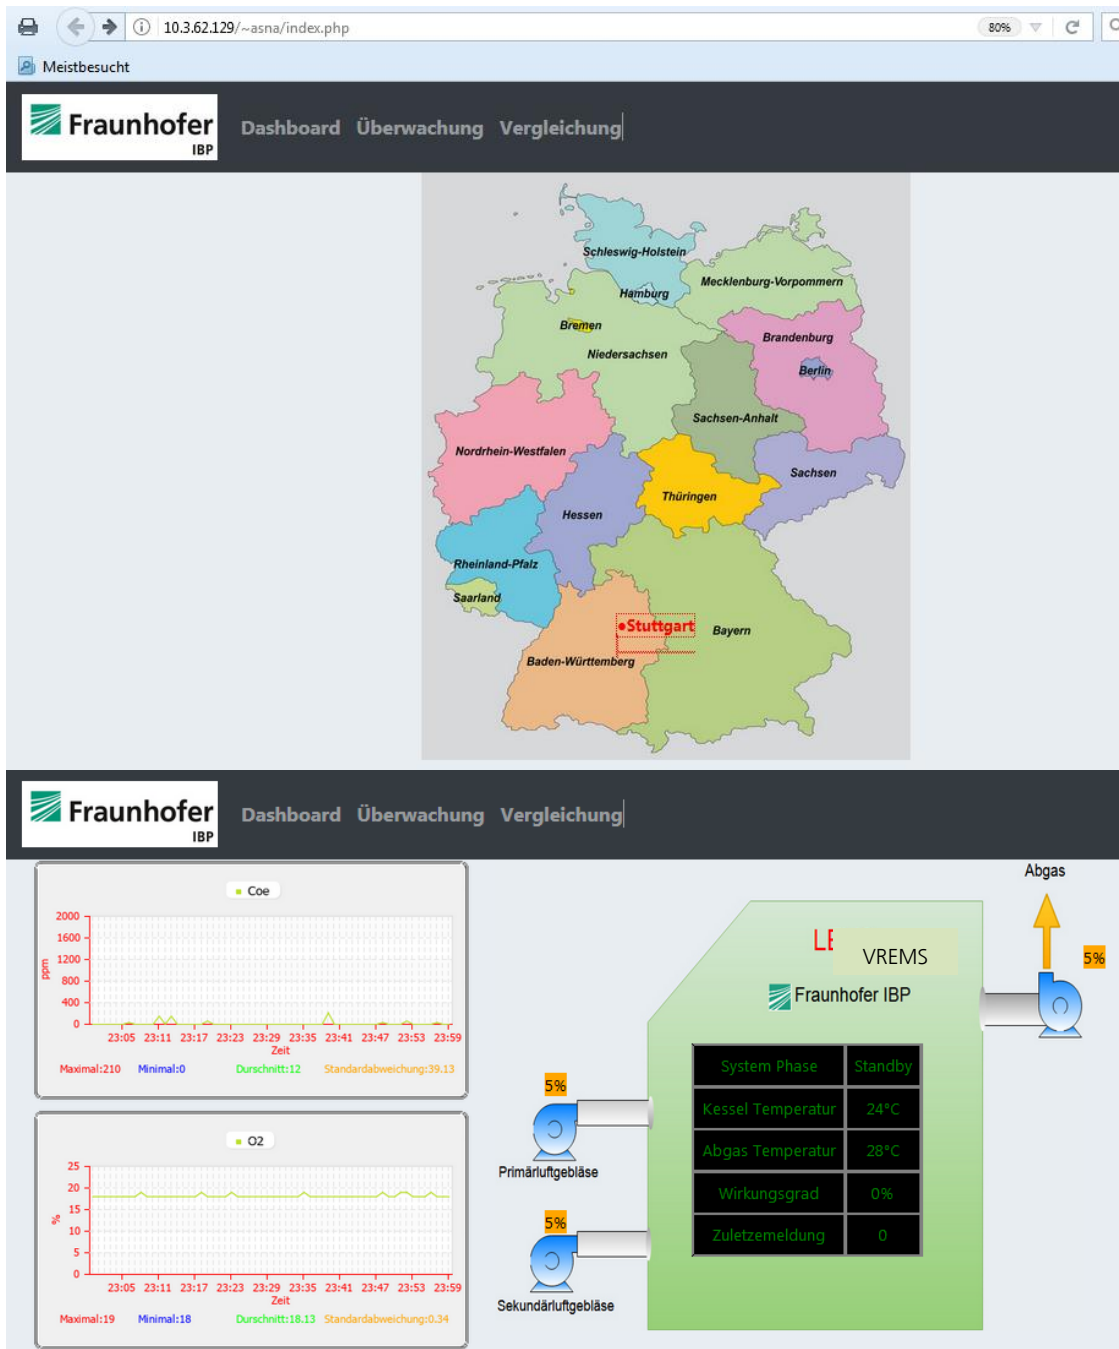 10.3.62.129/~asna/index.php
80%
Meistbesucht
Fraunhofer
IBP
Dashboard Überwachung Vergleichung
Schleswig-Holstein
Mecklenburg-Vorpommern
Hamburg
Bremen
Brandenburg
Niedersachsen
Berlin
Sachsen-Anhalt
Nordrhein-Westfalen
Sachsen
Thüringen
Hessen
Rheinland-Pfalz
Saarland
•Stuttgart
Bayern
Baden-Württemberg
Fraunhofer
IBP
Dashboard Überwachung Vergleichung
Coe
2000
1600
1200
800
400
0
ppm
23:05 23:11 23:17 23:23 23:29 23:35 23:41 23:47 23:53 23:59
Zeit
Maximal:210 Minimal:0 Durschnitt:12 Standardabweichung:39.13
O2
25
20
15
10
5
0
%
23:05 23:11 23:17 23:23 23:29 23:35 23:41 23:47 23:53 23:59
Zeit
Maximal:19 Minimal:18 Durschnitt:18.13 Standardabweichung:0.34
Abgas
5%
VREMS
Fraunhofer IBP
System Phase Standby
Kessel Temperatur 24°C
Abgas Temperatur 28°C
Wirkungsgrad 0%
Zuletzemeldung 0
5%
Primärluftgebläse
5%
Sekundärluftgebläse